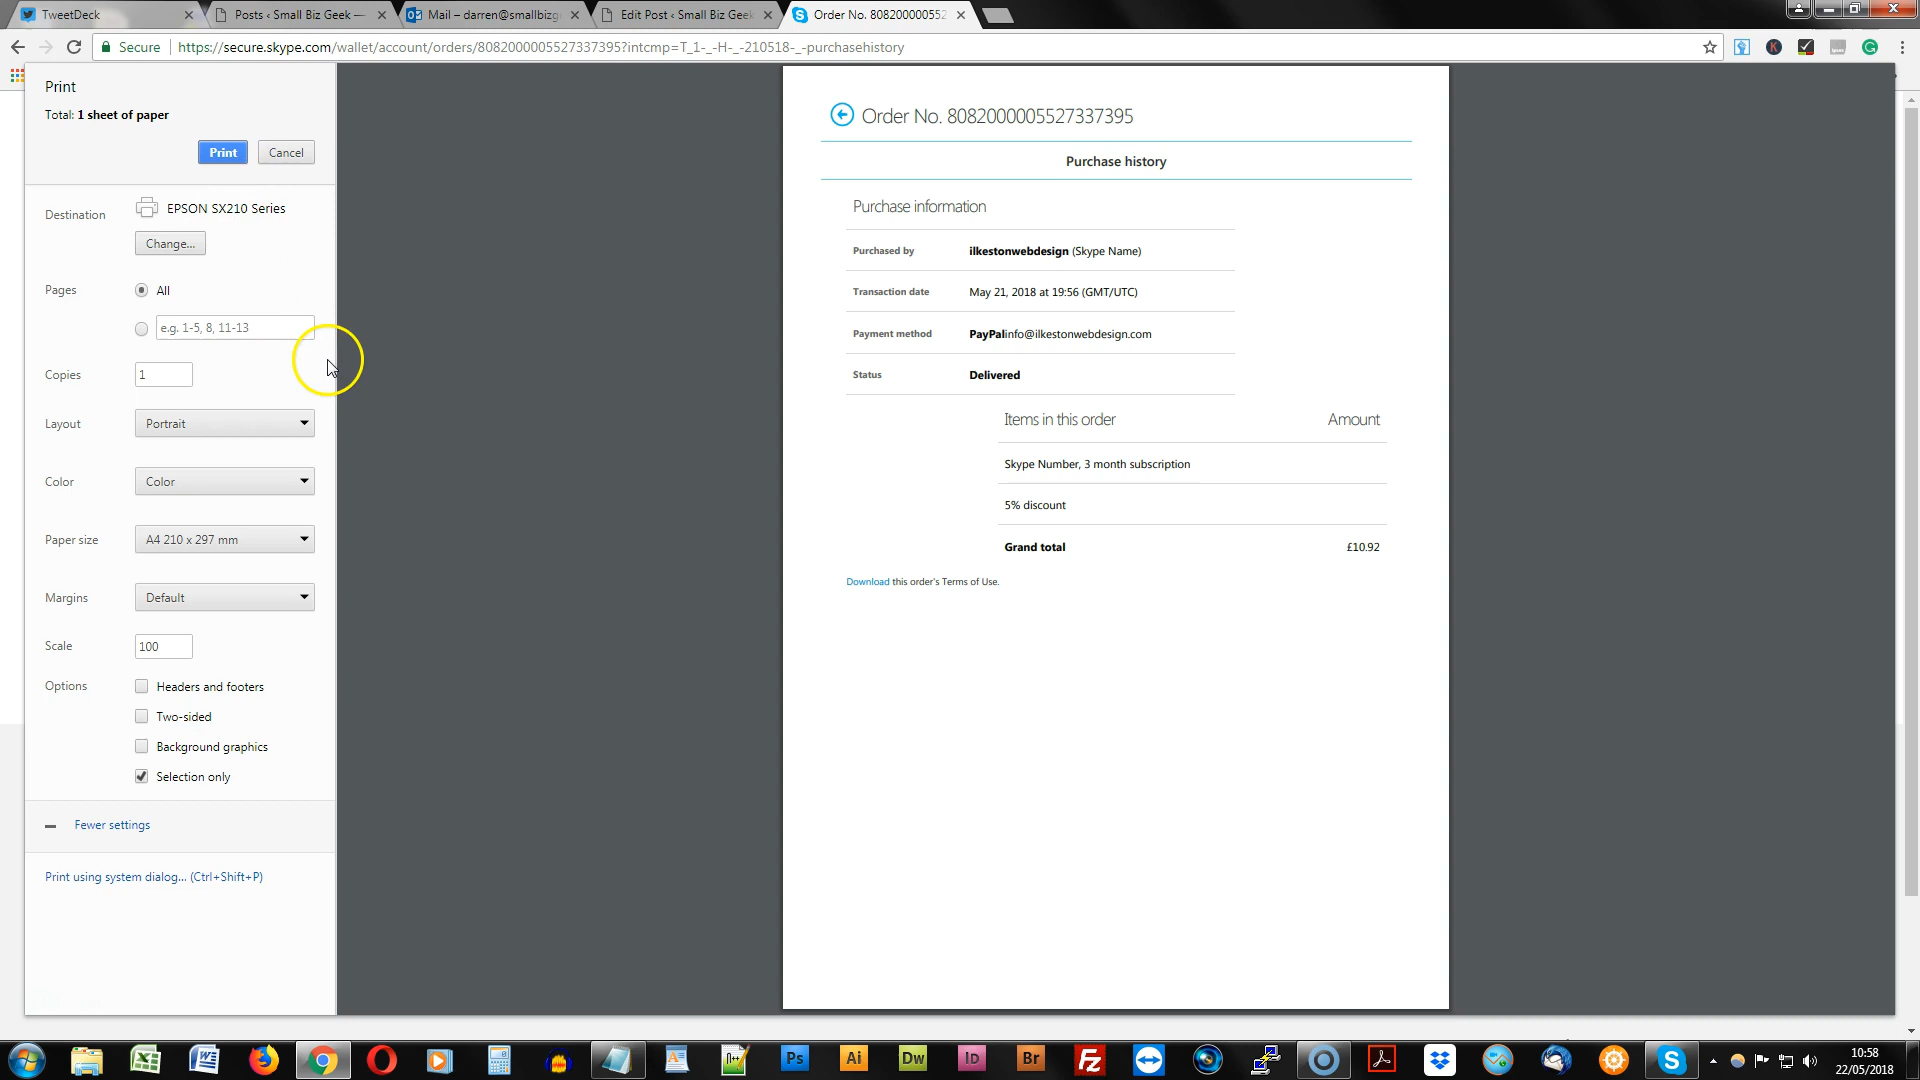 TweetDeck
Posts ‹ Small Biz Geek —
Mail – darren@smallbizg
Edit Post ‹ Small Biz Geek
Order No. 808200000552
Secure
https://secure.skype.com/wallet/account/orders/8082000005527337395?intcmp=T_1-_-H-_-210518-_-purchasehistory
Print
Total: 1 sheet of paper
Print
Cancel
Destination
EPSON SX210 Series
Change...
Pages
All
e.g. 1-5, 8, 11-13
Copies
1
Layout
Portrait
Color
Color
Paper size
A4 210 x 297 mm
Margins
Default
Scale
100
Options
Headers and footers
Two-sided
Background graphics
Selection only
Fewer settings
Print using system dialog... (Ctrl+Shift+P)
Order No. 8082000005527337395
Purchase history
Purchase information
Purchased by
ilkestonwebdesign (Skype Name)
Transaction date
May 21, 2018 at 19:56 (GMT/UTC)
Payment method
PayPalinfo@ilkestonwebdesign.com
Status
Delivered
Items in this order
Amount
Skype Number, 3 month subscription
5% discount
Grand total
£10.92
Download this order's Terms of Use.
Ps
Ai
Dw
Id
Br
Fz
10:58
22/05/2018